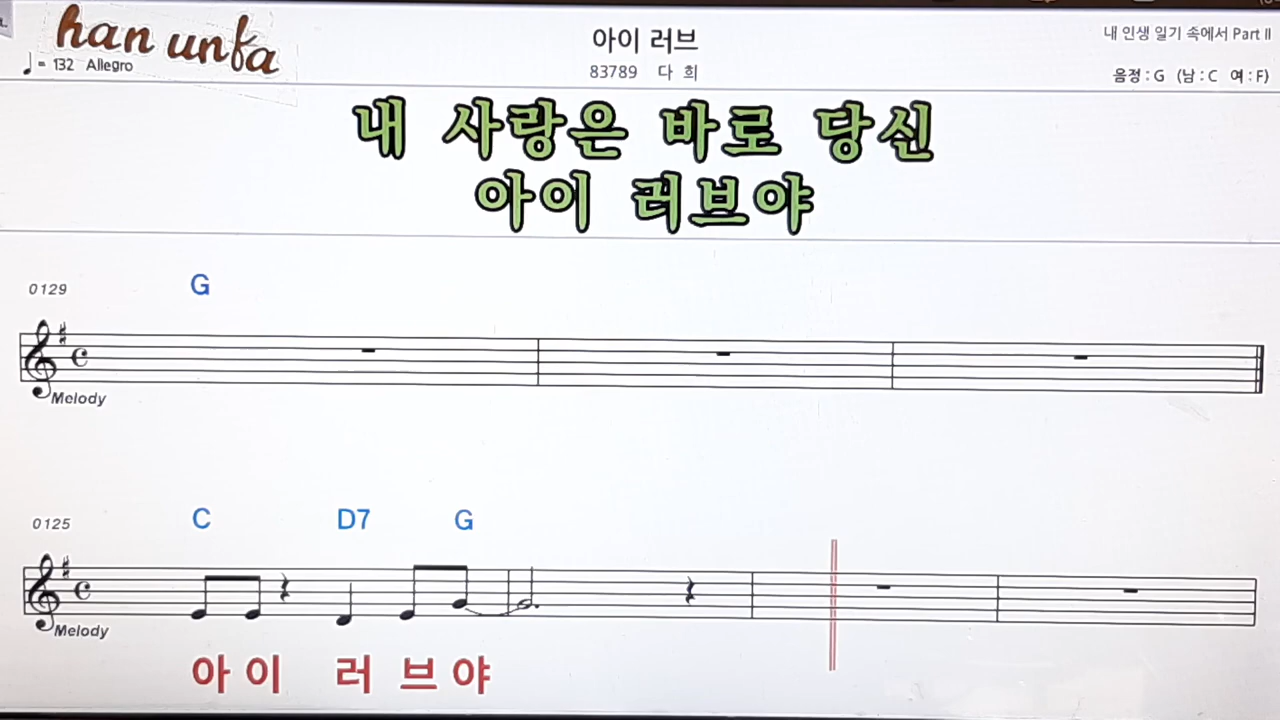 han unfa
♩= 132 Allegro
아이 러브
83789 다 희
내 인생 일기 속에서 Part II
음정 : G (남 : C 여 : F)
내 사랑은 바로 당신
아이 러브야
0129 G
Melody
0125 C D7 G
Melody
아 이 러 브 야